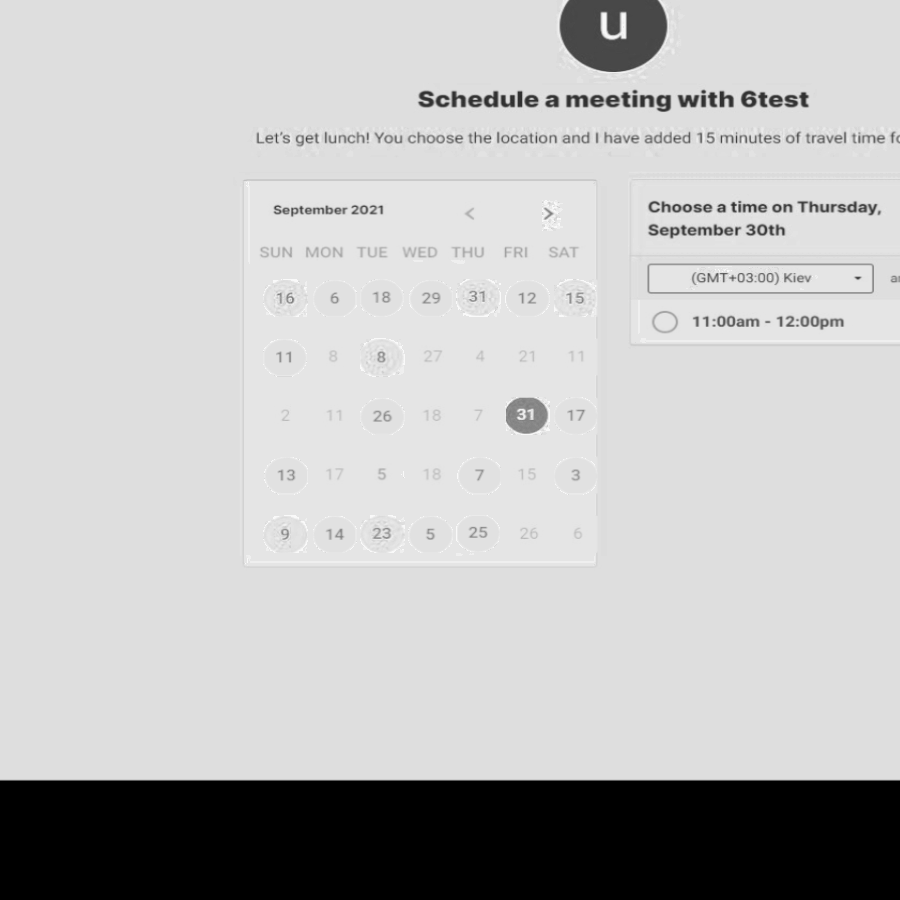 u
Schedule a meeting with 6test
Let's get lunch! You choose the location and I have added 15 minutes of travel time
September 2021 < >
SUN MON TUE WED THU FRI SAT
16 6 18 29 31 12 15
11 8 8 27 4 21 11
2 11 26 18 7 31 17
13 17 5 18 7 15 3
9 14 23 5 25 26 6
Choose a time on Thursday,
September 30th
(GMT+03:00) Kiev
11:00am - 12:00pm